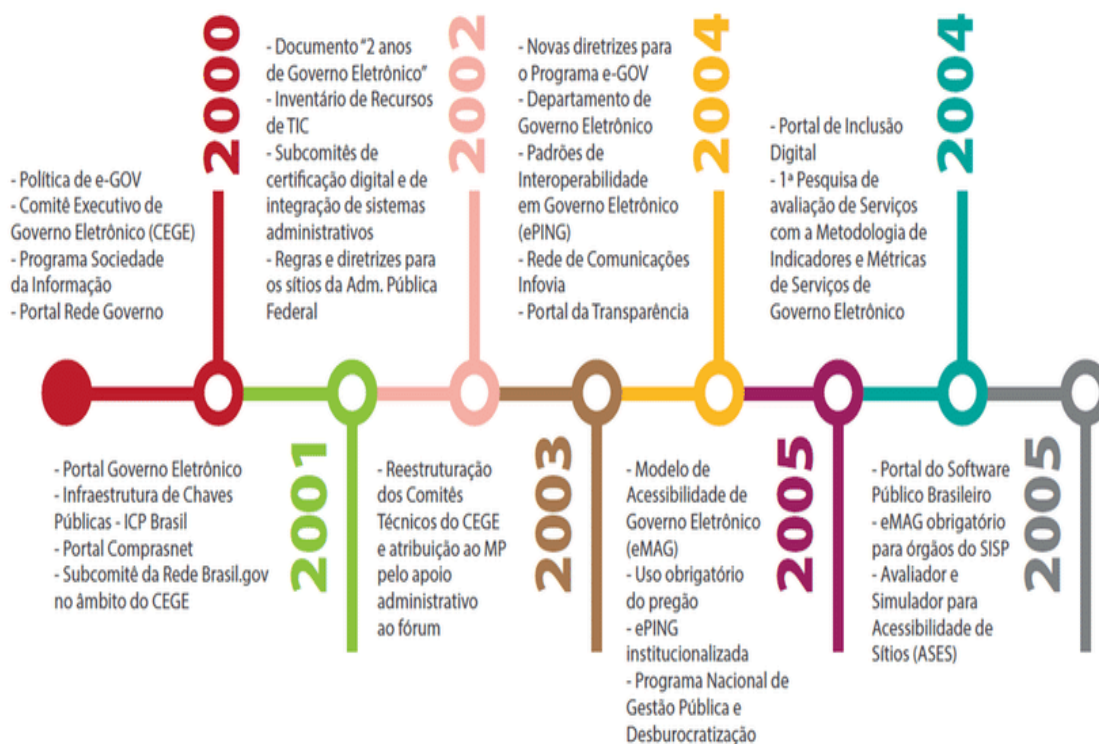 2000
- Política de e-GOV
- Comitê Executivo de
Governo Eletrônico (CEGE)
- Programa Sociedade
da Informação
- Portal Rede Governo
2001
- Portal Governo Eletrônico
- Infraestrutura de Chaves
Públicas - ICP Brasil
- Portal Comprasnet
- Subcomitê da Rede Brasil.gov
no âmbito do CEGE
2002
- Documento “2 anos
de Governo Eletrônico”
- Inventário de Recursos
de TIC
- Subcomitês de
certificação digital e de
integração de sistemas
administrativos
- Regras e diretrizes para
os sítios da Adm. Pública
Federal
2003
- Reestruturação
dos Comitês
Técnicos do CEGE
e atribuição ao MP
pelo apoio
administrativo
ao fórum
2004
- Novas diretrizes para
o Programa e-GOV
- Departamento de
Governo Eletrônico
- Padrões de
Interoperabilidade
em Governo Eletrônico
(ePING)
- Rede de Comunicações
Infovia
- Portal da Transparência
2005
- Modelo de
Acessibilidade de
Governo Eletrônico
(eMAG)
- Uso obrigatório
do pregão
- ePING
institucionalizada
- Programa Nacional de
Gestão Pública e
Desburocratização
2004
- Portal de Inclusão
Digital
- 1ª Pesquisa de
avaliação de Serviços
com a Metodologia de
Indicadores e Métricas
de Serviços de
Governo Eletrônico
2005
- Portal do Software
Público Brasileiro
- eMAG obrigatório
para órgãos do SISP
- Avaliador e
Simulador para
Acessibilidade de
Sítios (ASES)